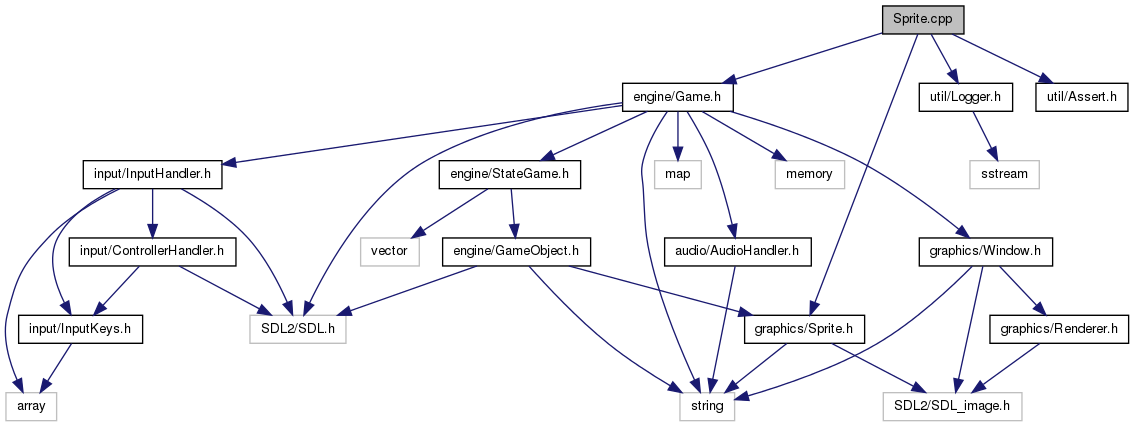 Sprite.cpp
engine/Game.h
util/Logger.h
util/Assert.h
input/InputHandler.h
engine/StateGame.h
map
memory
sstream
input/ControllerHandler.h
vector
engine/GameObject.h
audio/AudioHandler.h
graphics/Window.h
input/InputKeys.h
SDL2/SDL.h
graphics/Sprite.h
graphics/Renderer.h
array
string
SDL2/SDL_image.h